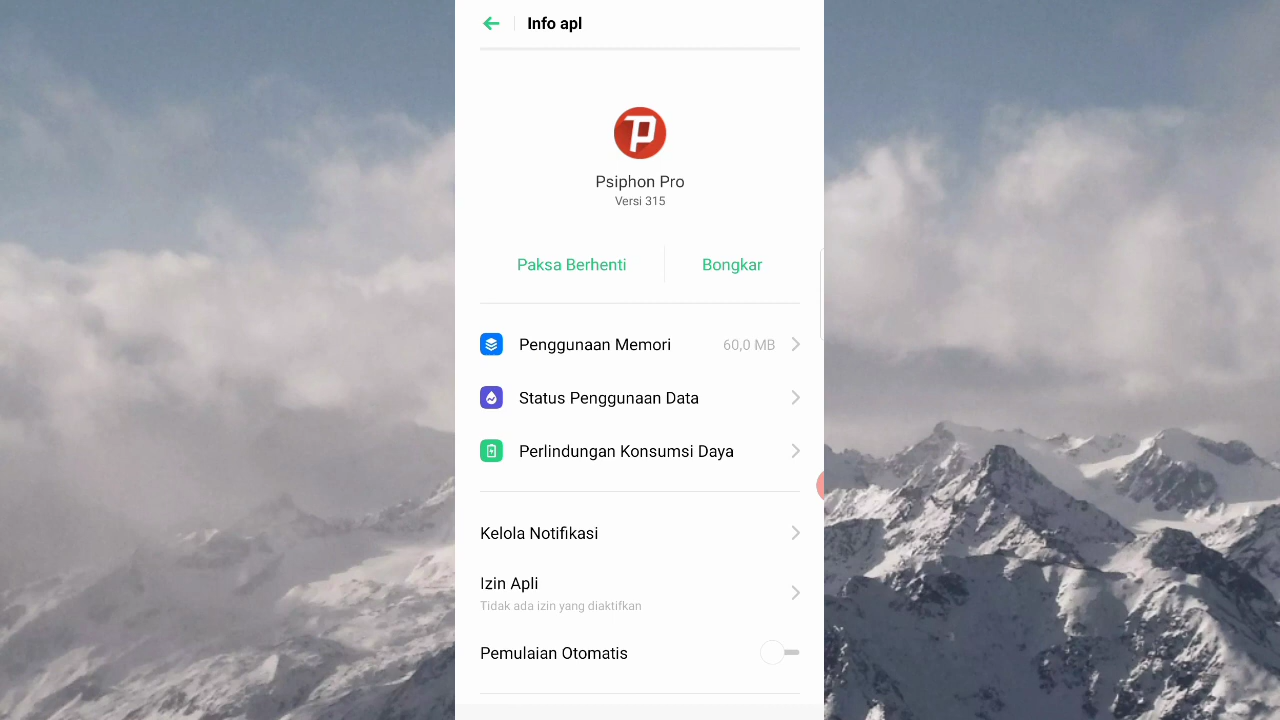 Info apl
Psiphon Pro
Versi 315
Paksa Berhenti
Bongkar
Penggunaan Memori
60,0 MB
Status Penggunaan Data
Perlindungan Konsumsi Daya
Kelola Notifikasi
Izin Apli
Tidak ada izin yang diaktifkan
Pemulaian Otomatis